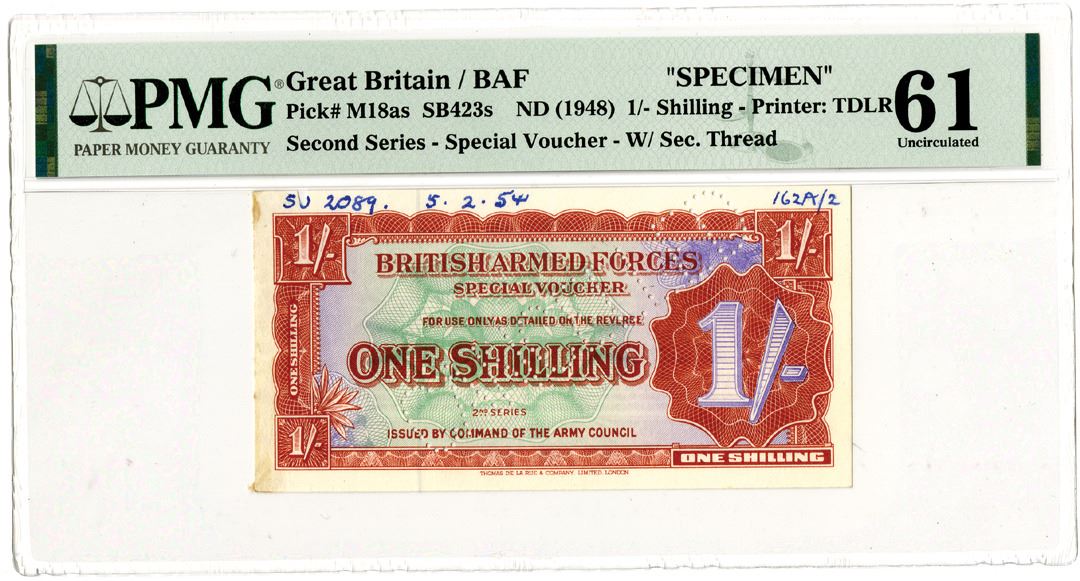 PMG®
PAPER MONEY GUARANTY
Great Britain / BAF "SPECIMEN"
Pick# M18as SB423s ND (1948) 1/- Shilling - Printer: TDLR
Second Series - Special Voucher - W/ Sec. Thread
61
Uncirculated
SU 2089. 5.2.54 162A/2
1/- 1/-
BRITISH ARMED FORCES
SPECIAL VOUCHER
FOR USE ONLY AS DETAILED ON THE REVERSE
ONE SHILLING
ONE SHILLING
1/-
2ND SERIES
ISSUED BY COMMAND OF THE ARMY COUNCIL
1/-
ONE SHILLING
THOMAS DE LA RUE & COMPANY, LIMITED, LONDON